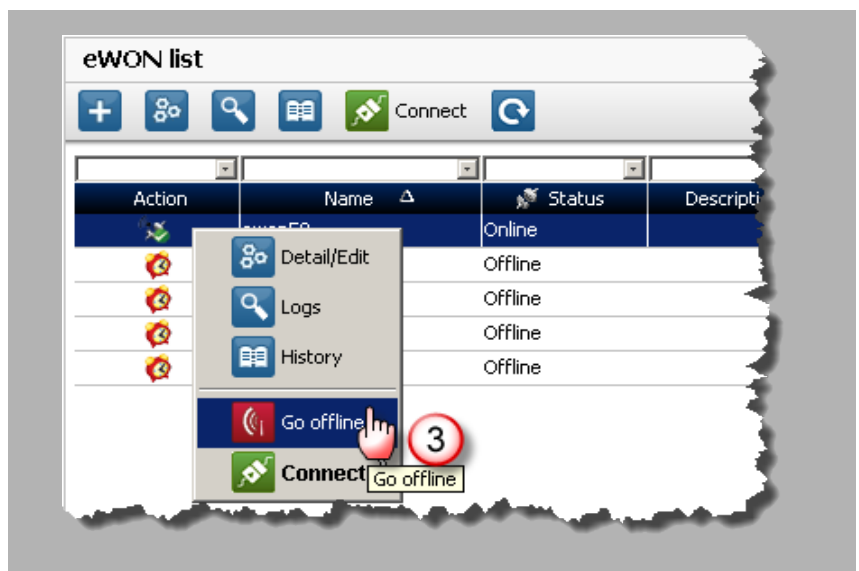 eWON list
Connect
Action Name Status
Online
Detail/Edit
Offline
Logs
Offline
Offline
History
Offline
Go offline
3
Connect
Go offline